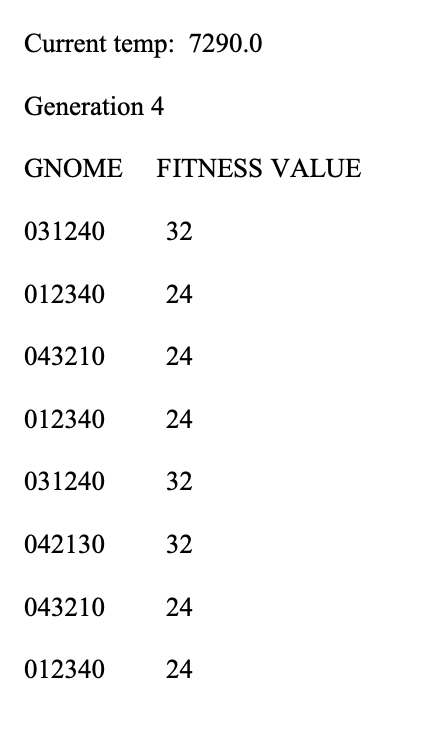 Current temp: 7290.0
Generation 4
GNOME FITNESS VALUE
031240 32
012340 24
043210 24
012340 24
031240 32
042130 32
043210 24
012340 24